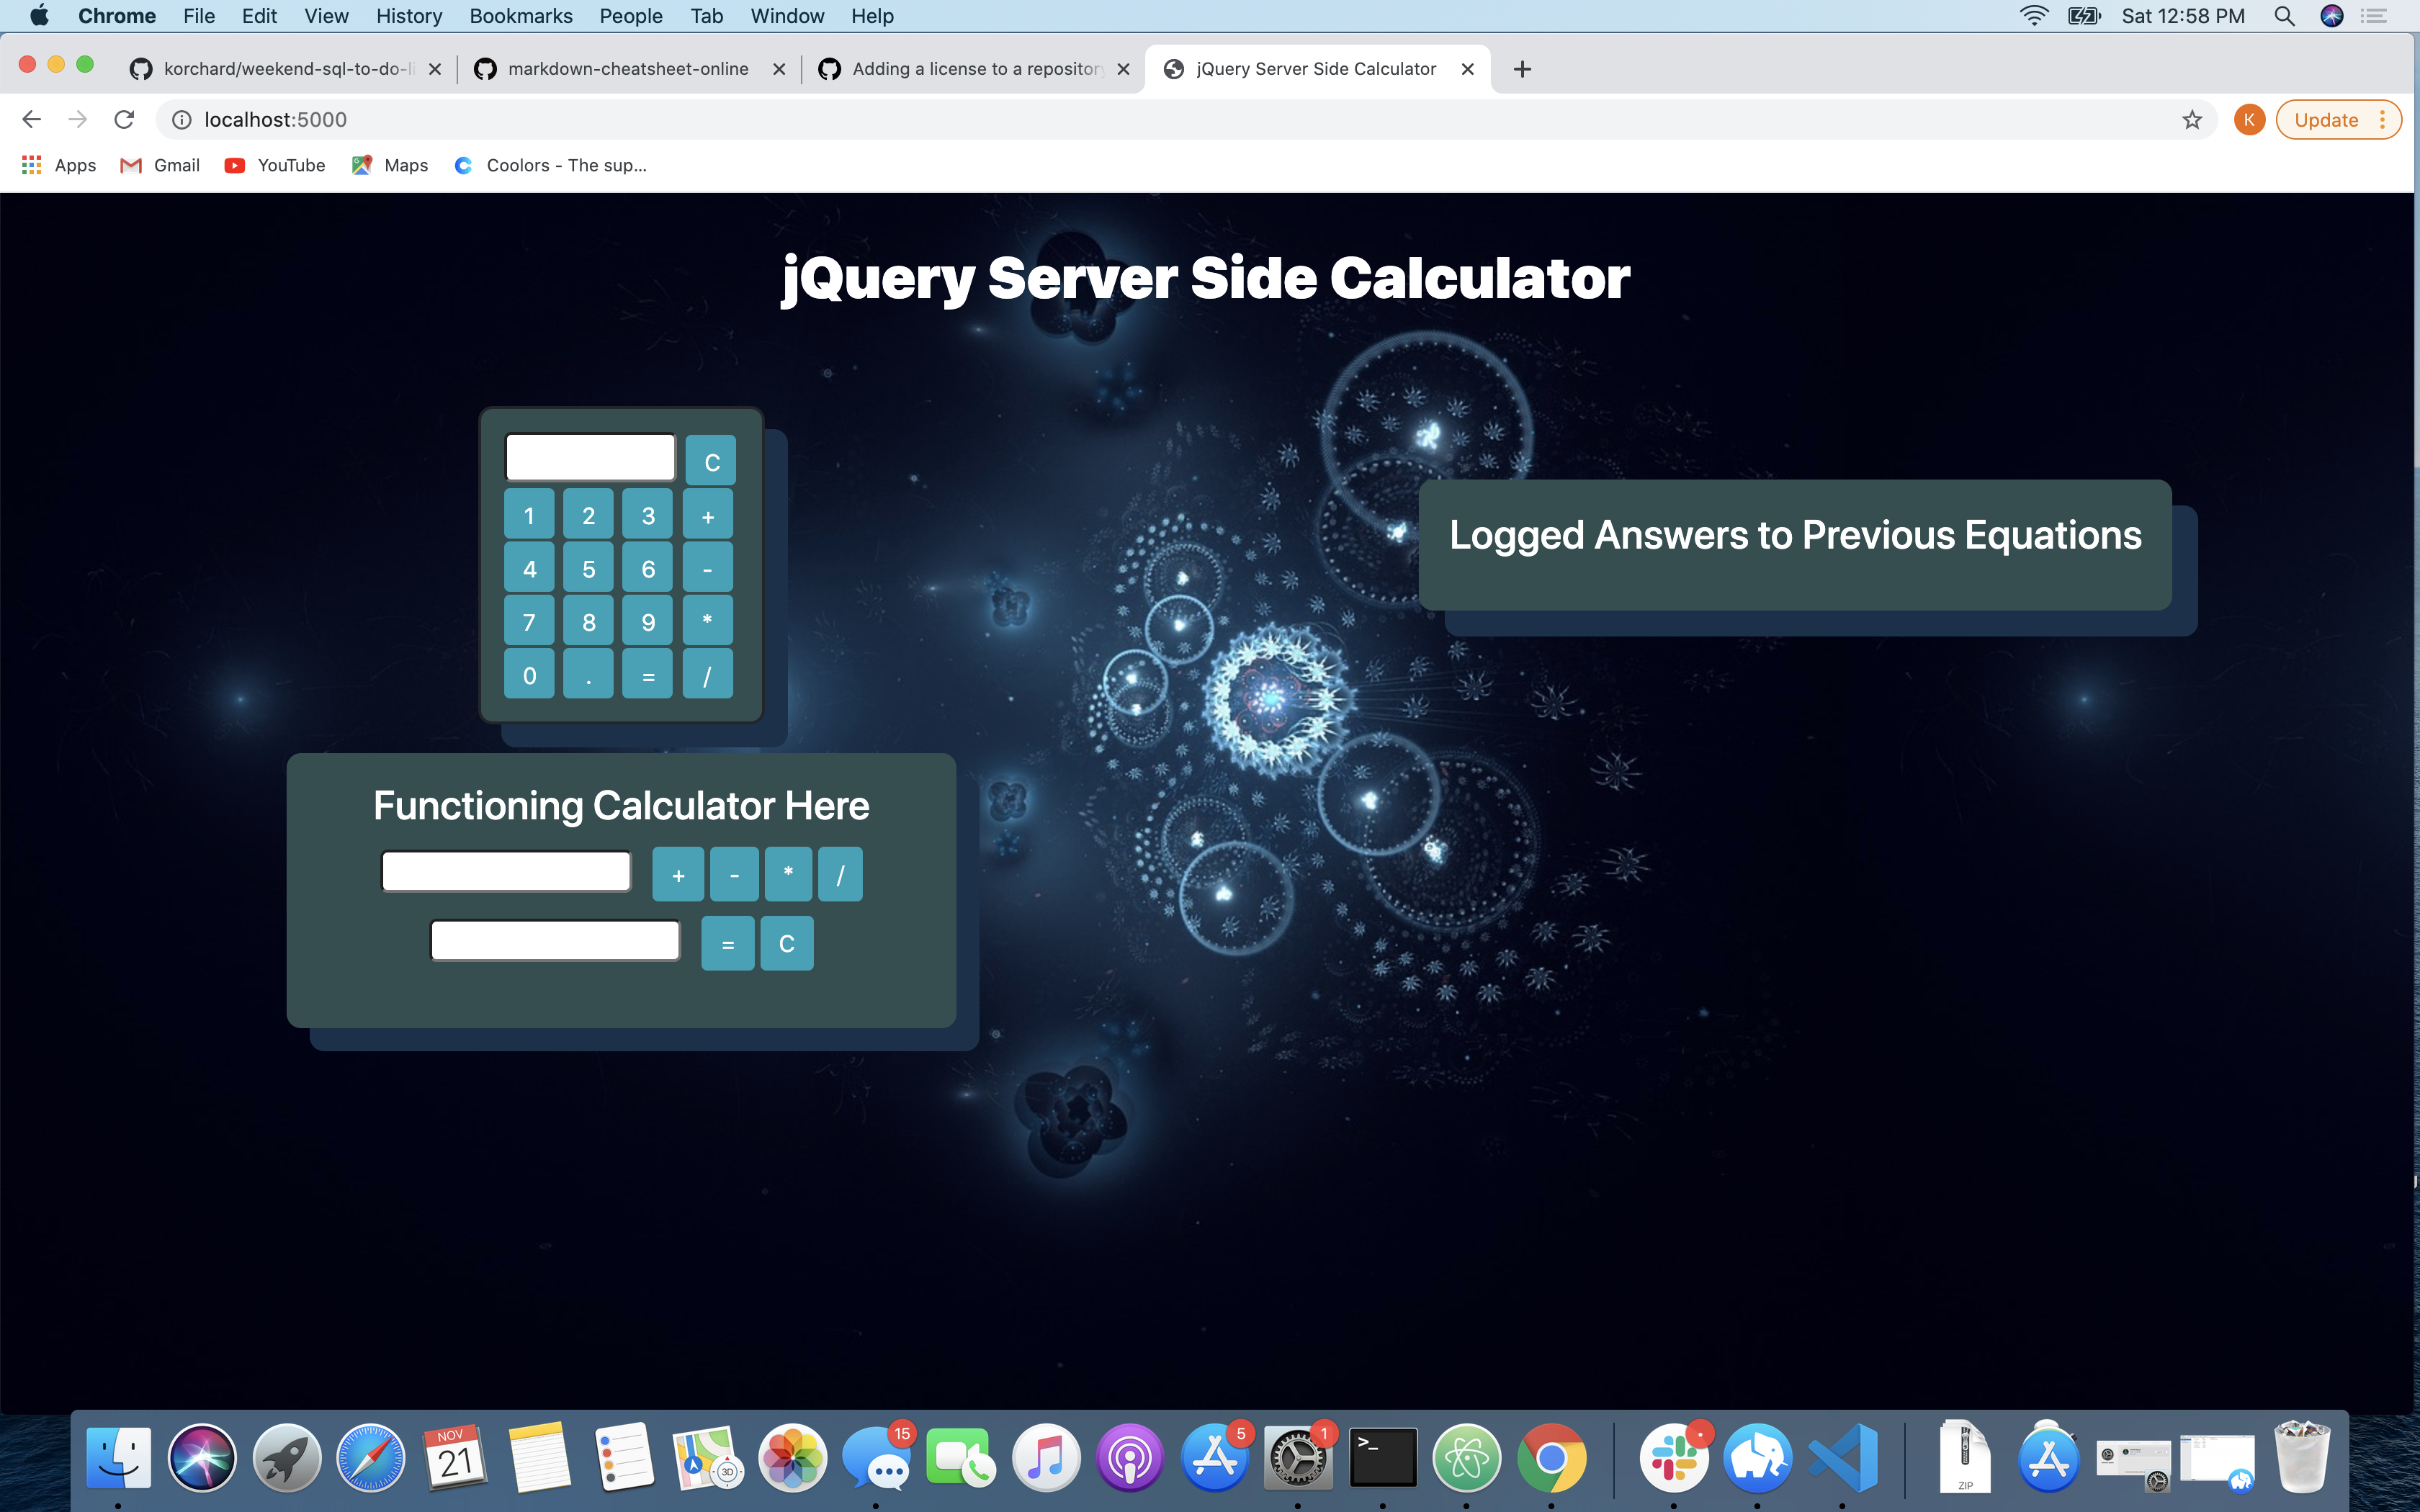 Chrome File Edit View History Bookmarks People Tab Window Help Sat 12:58 PM
korchard/weekend-sql-to-do-li markdown-cheatsheet-online Adding a license to a repository jQuery Server Side Calculator
localhost:5000 K Update
Apps Gmail YouTube Maps Coolors - The sup...
jQuery Server Side Calculator
C
1 2 3 +
4 5 6 -
7 8 9 *
0 . = /
Logged Answers to Previous Equations
Functioning Calculator Here
+ - * /
= C
NOV
21
3D
15
5
1
>_
ZIP